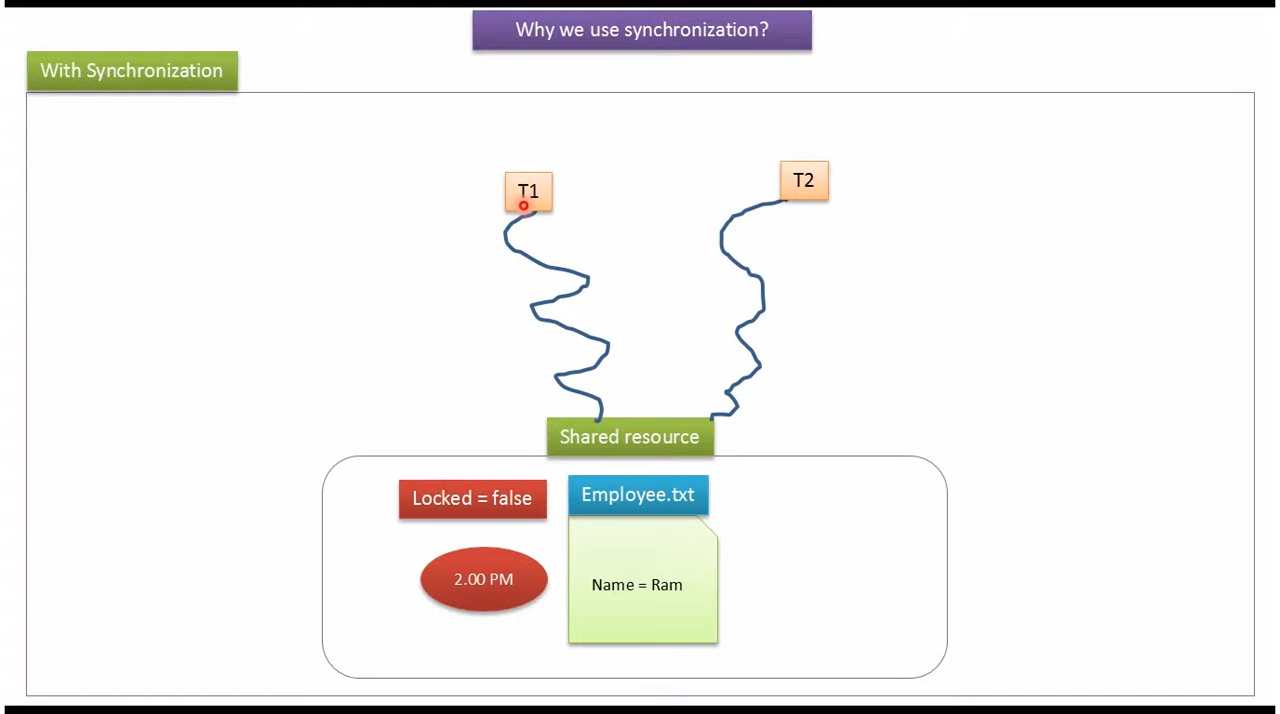 Why we use synchronization?
With Synchronization
T1
T2
Shared resource
Locked = false
Employee.txt
2.00 PM
Name = Ram